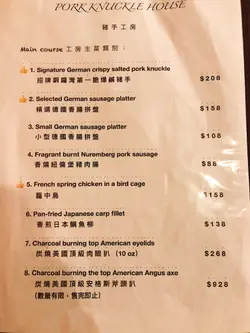 PORK KNUCKLE HOUSE
豬手工房
Main course 工房主菜類別：
1. Signature German crispy salted pork knuckle
招牌銅鑼灣第一脆爆鹹豬手
$208
2. Selected German sausage platter
精選德國香腸拼盤
$158
3. Small German sausage platter
小型德國香腸拼盤
$108
4. Fragrant burnt Nuremberg pork sausage
香燶紐倫堡豬肉腸
$88
5. French spring chicken in a bird cage
籠中鳥
$158
6. Pan-fried Japanese carp fillet
香煎日本鯛魚柳
$138
7. Charcoal burning top American eyelids
炭燒美國頂級肉眼扒 (10 oz)
$268
8. Charcoal burning the top American Angus axe
炭燒美國頂級安格斯斧頭扒
(數量有限，售完即止)
$928